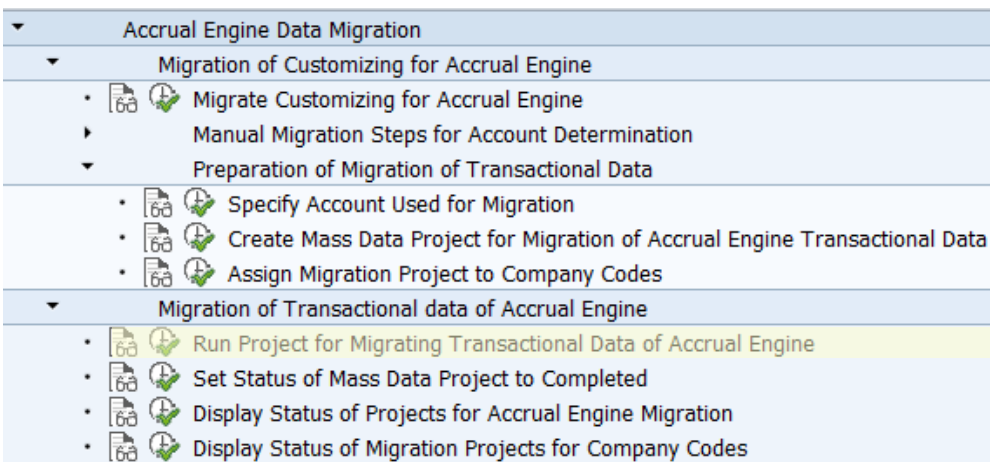 Accrual Engine Data Migration
Migration of Customizing for Accrual Engine
Migrate Customizing for Accrual Engine
Manual Migration Steps for Account Determination
Preparation of Migration of Transactional Data
Specify Account Used for Migration
Create Mass Data Project for Migration of Accrual Engine Transactional Data
Assign Migration Project to Company Codes
Migration of Transactional data of Accrual Engine
Run Project for Migrating Transactional Data of Accrual Engine
Set Status of Mass Data Project to Completed
Display Status of Projects for Accrual Engine Migration
Display Status of Migration Projects for Company Codes